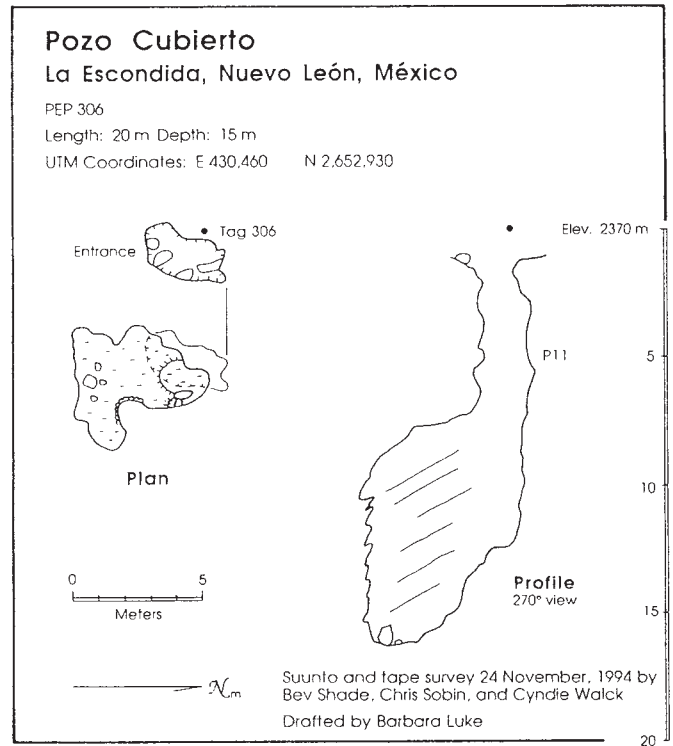 Pozo Cubierto
La Escondida, Nuevo León, México
PEP 306
Length: 20 m Depth: 15 m
UTM Coordinates: E 430,460 N 2,652,930
Tag 306
Entrance
Elev. 2370 m
P11
5
Plan
10
0 5
Meters
Profile
270° view
15
Nm
Suunto and tape survey 24 November, 1994 by
Bev Shade, Chris Sobin, and Cyndie Walck
Drafted by Barbara Luke
20